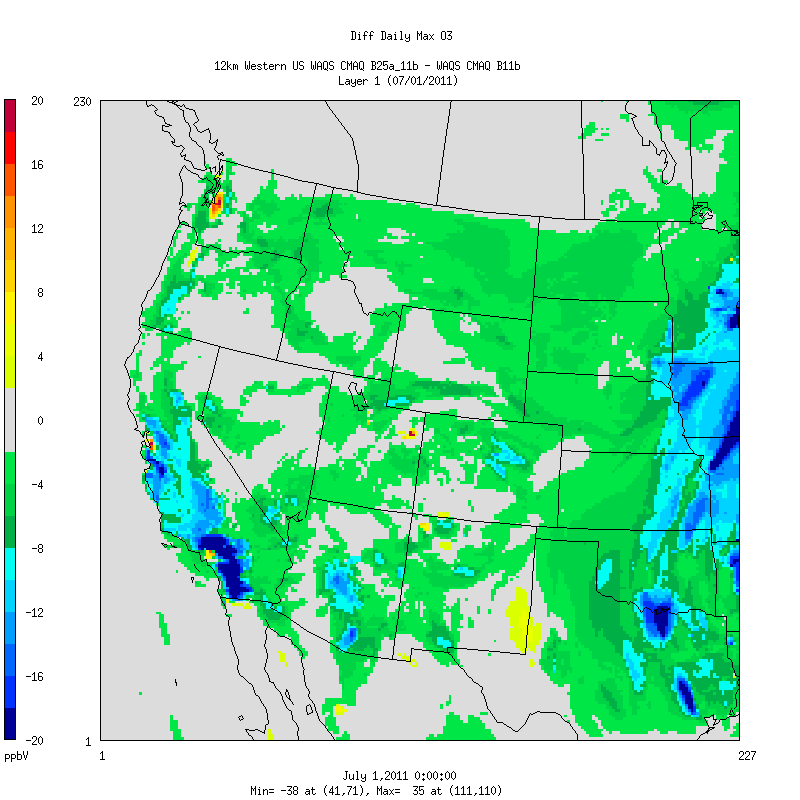 Diff Daily Max O3
12km Western US WAQS CMAQ B25a_11b - WAQS CMAQ B11b
Layer 1 (07/01/2011)
20
16
12
8
4
0
-4
-8
-12
-16
-20
ppbV
230
1
1
227
July 1,2011 0:00:00
Min= -38 at (41,71), Max=  35 at (111,110)